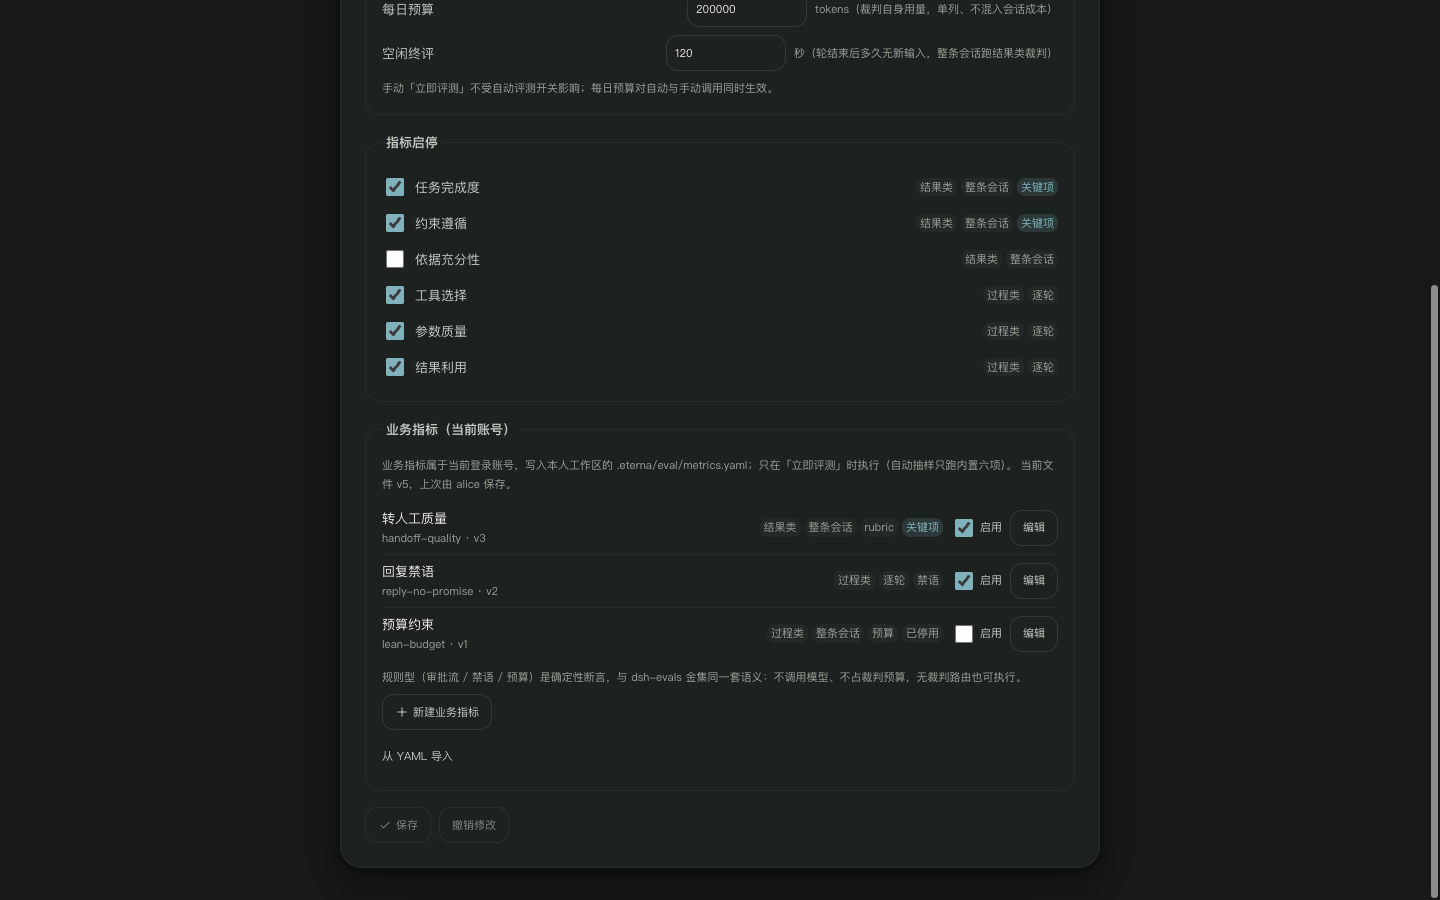 每日预算 200000 tokens（裁判自身用量，单列、不混入会话成本）
空闲终评 120 秒（轮结束后多久无新输入，整条会话跑结果类裁判）
手动「立即评测」不受自动评测开关影响；每日预算对自动与手动调用同时生效。
指标启停
任务完成度 结果类 整条会话 关键项
约束遵循 结果类 整条会话 关键项
依据充分性 结果类 整条会话
工具选择 过程类 逐轮
参数质量 过程类 逐轮
结果利用 过程类 逐轮
业务指标（当前账号）
业务指标属于当前登录账号，写入本人工作区的 .eterna/eval/metrics.yaml；只在「立即评测」时执行（自动抽样只跑内置六项）。 当前文
件 v5，上次由 alice 保存。
转人工质量 结果类 整条会话 rubric 关键项 启用 编辑
handoff-quality · v3
回复禁语 过程类 逐轮 禁语 启用 编辑
reply-no-promise · v2
预算约束 过程类 整条会话 预算 已停用 启用 编辑
lean-budget · v1
规则型（审批流 / 禁语 / 预算）是确定性断言，与 dsh-evals 金集同一套语义：不调用模型、不占裁判预算，无裁判路由也可执行。
新建业务指标
从 YAML 导入
保存 撤销修改